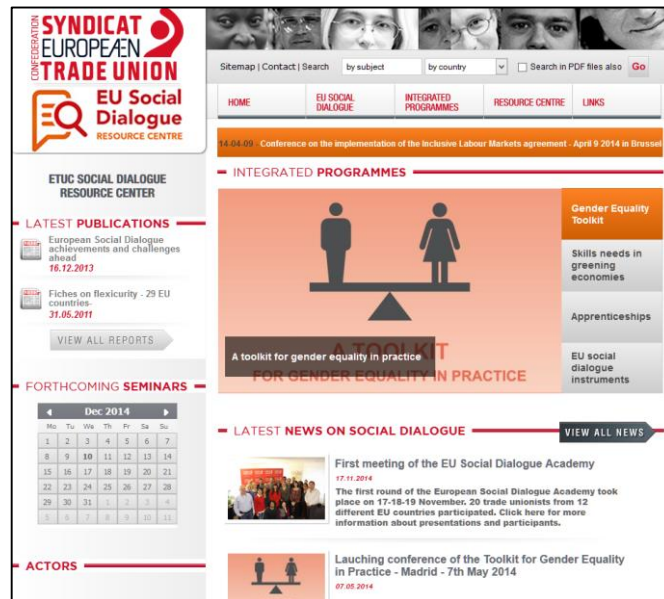 CONFEDERATION
SYNDICAT
EUROPEÆN
TRADE UNION
EU Social
Dialogue
RESOURCE CENTRE
Sitemap | Contact | Search
by subject
by country
Search in PDF files also
Go
HOME
EU SOCIAL
DIALOGUE
INTEGRATED
PROGRAMMES
RESOURCE CENTRE
LINKS
14-04-09 - Conference on the implementation of the Inclusive Labour Markets agreement - April 9 2014 in Brussel
ETUC SOCIAL DIALOGUE
RESOURCE CENTER
LATEST PUBLICATIONS
European Social Dialogue
achievements and challenges
ahead
16.12.2013
Fiches on flexicurity - 29 EU
countries-
31.05.2011
VIEW ALL REPORTS
FORTHCOMING SEMINARS
Dec 2014
Mo Tu We Th Fr Sa Su
1 2 3 4 5 6 7
8 9 10 11 12 13 14
15 16 17 18 19 20 21
22 23 24 25 26 27 28
29 30 31 1 2 3 4
5 6 7 8 9 10 11
ACTORS
INTEGRATED PROGRAMMES
A TOOLKIT
FOR GENDER EQUALITY IN PRACTICE
A toolkit for gender equality in practice
Gender Equality
Toolkit
Skills needs in
greening
economies
Apprenticeships
EU social
dialogue
instruments
LATEST NEWS ON SOCIAL DIALOGUE
VIEW ALL NEWS
First meeting of the EU Social Dialogue Academy
17.11.2014
The first round of the European Social Dialogue Academy took
place on 17-18-19 November. 20 trade unionists from 12
different EU countries participated. Click here for more
information about presentations and participants.
Lauching conference of the Toolkit for Gender Equality
in Practice - Madrid - 7th May 2014
07.05.2014